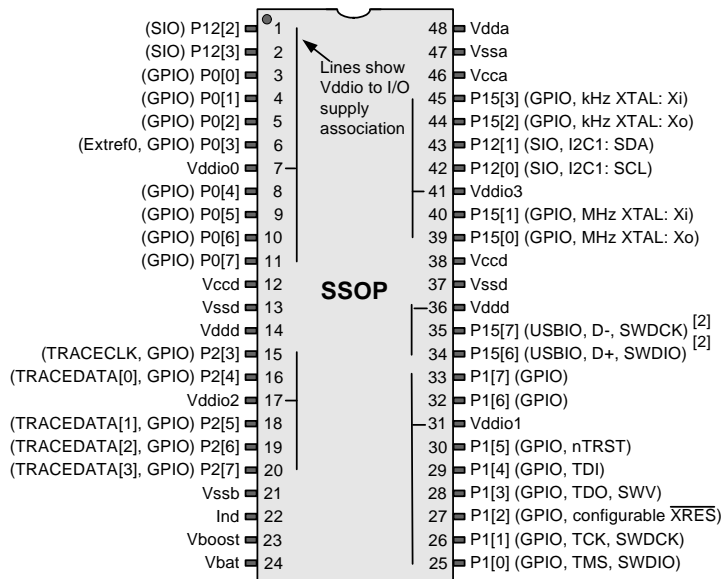 (SIO) P12[2] 1 48 Vdda
(SIO) P12[3] 2 47 Vssa
(GPIO) P0[0] 3 46 Vcca
(GPIO) P0[1] 4 45 P15[3] (GPIO, kHz XTAL: Xi)
(GPIO) P0[2] 5 44 P15[2] (GPIO, kHz XTAL: Xo)
(Extref0, GPIO) P0[3] 6 43 P12[1] (SIO, I2C1: SDA)
Vddio0 7 42 P12[0] (SIO, I2C1: SCL)
(GPIO) P0[4] 8 41 Vddio3
(GPIO) P0[5] 9 40 P15[1] (GPIO, MHz XTAL: Xi)
(GPIO) P0[6] 10 39 P15[0] (GPIO, MHz XTAL: Xo)
(GPIO) P0[7] 11 38 Vccd
Vccd 12 37 Vssd
Vssd 13 36 Vddd
Vddd 14 35 P15[7] (USBIO, D-, SWDCK) [2]
(TRACECLK, GPIO) P2[3] 15 34 P15[6] (USBIO, D+, SWDIO) [2]
(TRACEDATA[0], GPIO) P2[4] 16 33 P1[7] (GPIO)
Vddio2 17 32 P1[6] (GPIO)
(TRACEDATA[1], GPIO) P2[5] 18 31 Vddio1
(TRACEDATA[2], GPIO) P2[6] 19 30 P1[5] (GPIO, nTRST)
(TRACEDATA[3], GPIO) P2[7] 20 29 P1[4] (GPIO, TDI)
Vssb 21 28 P1[3] (GPIO, TDO, SWV)
Ind 22 27 P1[2] (GPIO, configurable XRES)
Vboost 23 26 P1[1] (GPIO, TCK, SWDCK)
Vbat 24 25 P1[0] (GPIO, TMS, SWDIO)
Lines show
Vddio to I/O
supply
association
SSOP